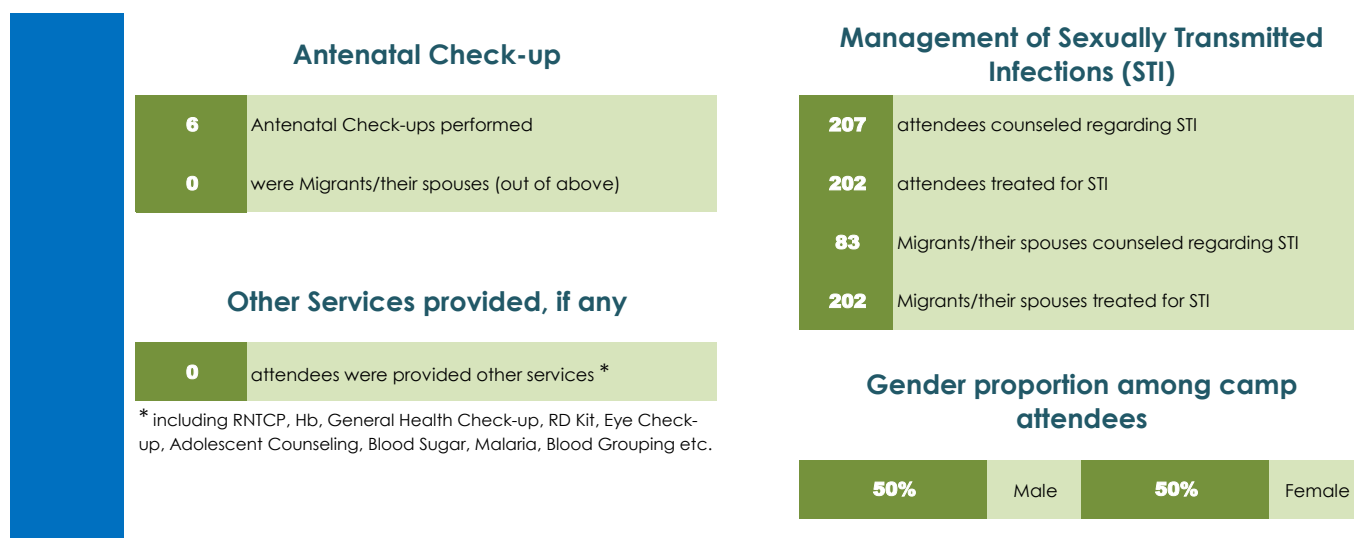 Antenatal Check-up
6 Antenatal Check-ups performed
0 were Migrants/their spouses (out of above)
Other Services provided, if any
0 attendees were provided other services *
* including RNTCP, Hb, General Health Check-up, RD Kit, Eye Check-
up, Adolescent Counseling, Blood Sugar, Malaria, Blood Grouping etc.
Management of Sexually Transmitted
Infections (STI)
207 attendees counseled regarding STI
202 attendees treated for STI
83 Migrants/their spouses counseled regarding STI
202 Migrants/their spouses treated for STI
Gender proportion among camp
attendees
50% Male 50% Female